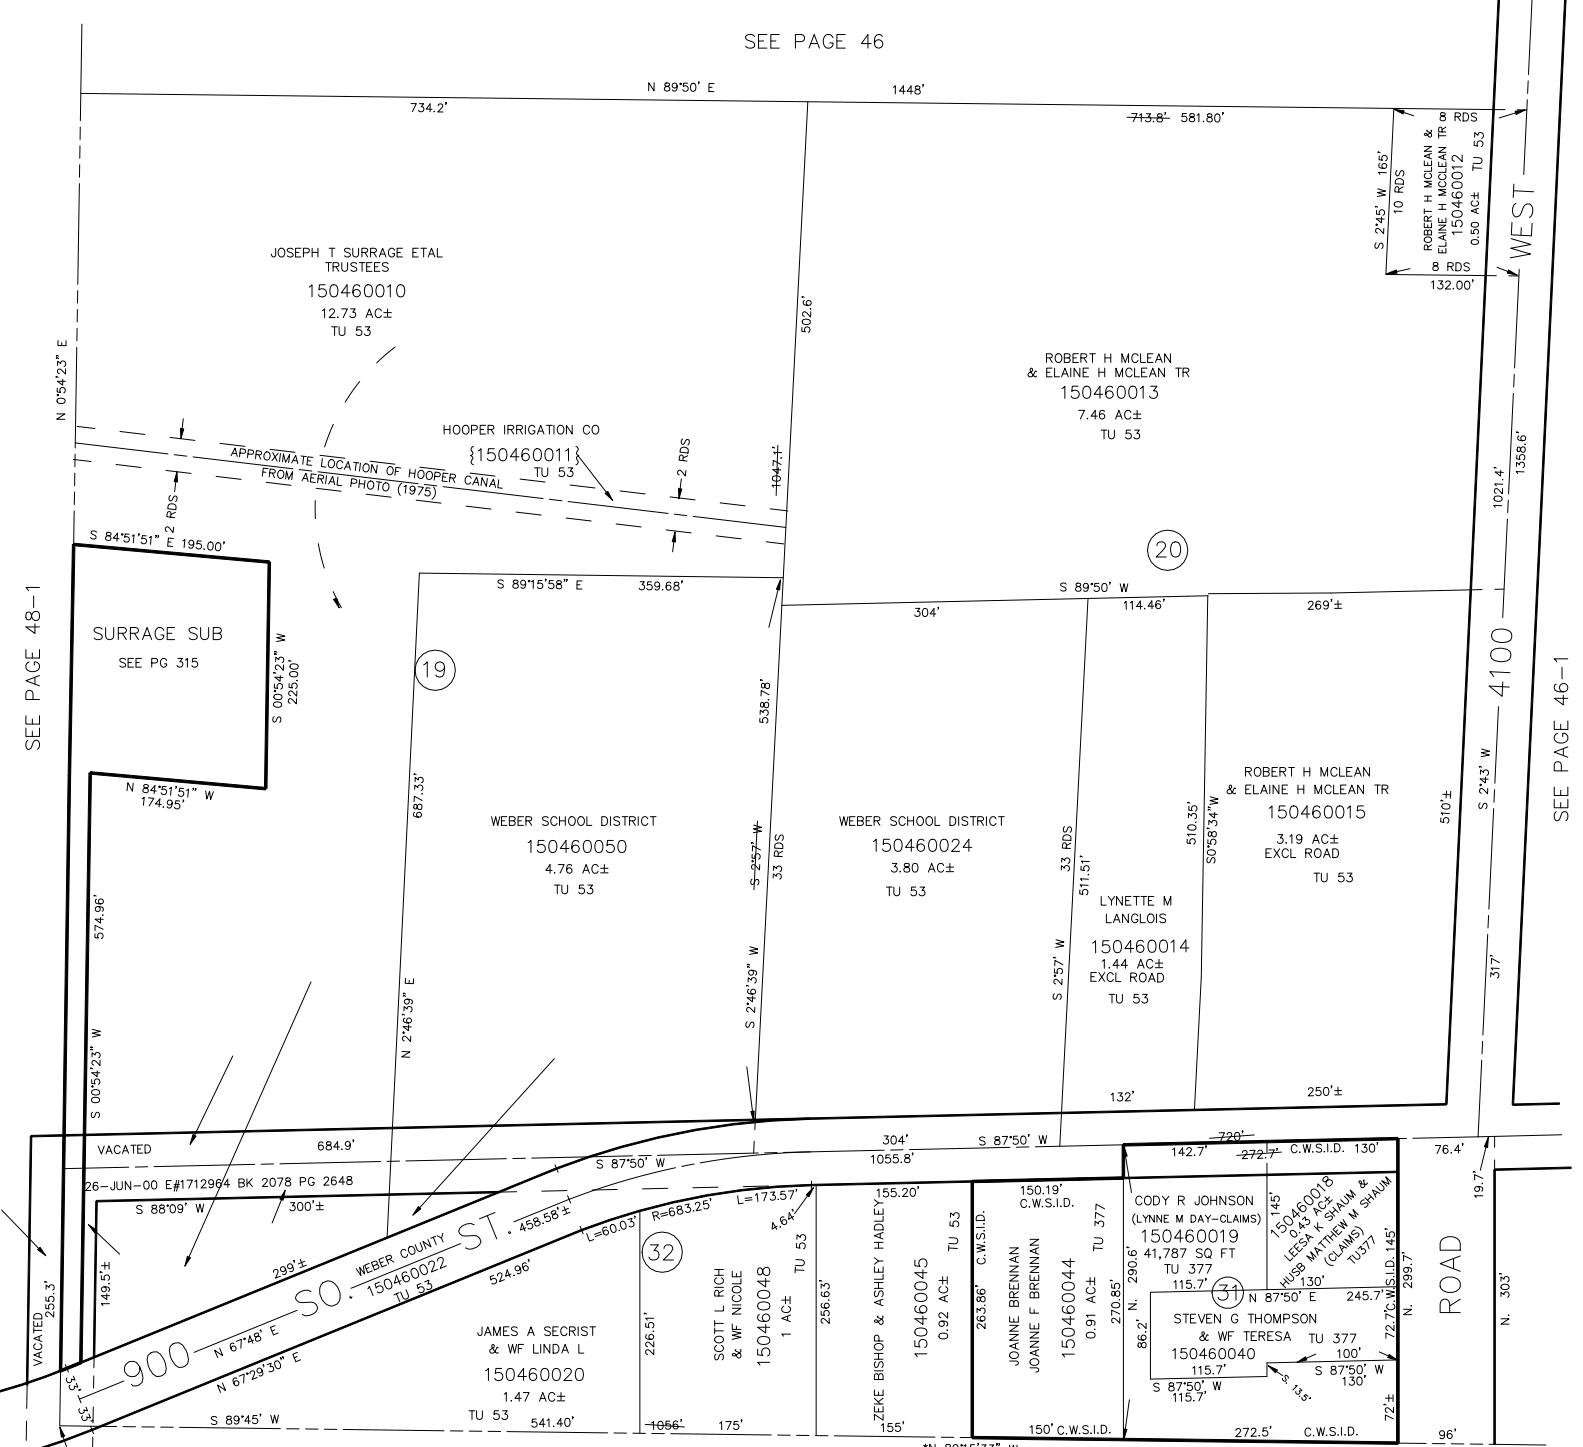 SEE PAGE 46
N 89°50' E
1448'
734.2'
713.8' 581.80'
8 RDS
S 2°45' W 165'
10 RDS
ROBERT H MCLEAN &
ELAINE H MCCLEAN TR
150460012
0.50 AC±
TU 53
8 RDS
132.00'
WEST
JOSEPH T SURRAGE ETAL
TRUSTEES
150460010
12.73 AC±
TU 53
502.6'
N 0°54'23" E
ROBERT H MCLEAN
& ELAINE H MCLEAN TR
150460013
7.46 AC±
TU 53
HOOPER IRRIGATION CO
{150460011}
TU 53
APPROXIMATE LOCATION OF HOOPER CANAL
FROM AERIAL PHOTO (1975)
2 RDS
2 RDS
1047.1'
1021.4'
1358.6'
S 84°51'51" E 195.00'
20
SEE PAGE 48-1
SURRAGE SUB
SEE PG 315
S 00°54'23" W
225.00'
N 84°51'51" W
174.95'
S 89°15'58" E
359.68'
19
S 89°50' W
304'
114.46'
269'±
538.78'
4100
SEE PAGE 46-1
S 2°43' W
687.33'
WEBER SCHOOL DISTRICT
150460050
4.76 AC±
TU 53
S 2°57' W
33 RDS
WEBER SCHOOL DISTRICT
150460024
3.80 AC±
TU 53
33 RDS
511.51'
510.35'
S0°58'34"W
ROBERT H MCLEAN
& ELAINE H MCLEAN TR
150460015
3.19 AC±
EXCL ROAD
TU 53
510'±
LYNETTE M
LANGLOIS
150460014
1.44 AC±
EXCL ROAD
TU 53
574.96'
S 00°54'23" W
N 2°46'39" E
S 2°46'39" W
S 2°57' W
317'
132'
250'±
VACATED
684.9'
S 87°50' W
304'
S 87°50' W
1055.8'
720'
142.7'
272.7'
C.W.S.I.D. 130'
76.4'
26-JUN-00 E#1712964 BK 2078 PG 2648
S 88°09' W
300'±
VACATED
255.3'
149.5'±
299'±
WEBER COUNTY
150460022
TU 53
900 SO. ST.
458.58'±
L=60.03'
R=683.25'
L=173.57'
4.64'
N 67°48' E
N 67°29'30" E
524.96'
33'
33'
32
JAMES A SECRIST
& WF LINDA L
150460020
1.47 AC±
TU 53
S 89°45' W
541.40'
226.51'
SCOTT L RICH
& WF NICOLE
150460048
1 AC±
TU 53
1056'
175'
256.63'
155.20'
ZEKE BISHOP & ASHLEY HADLEY
150460045
0.92 AC±
TU 53
155'
263.86'
C.W.S.I.D.
150.19'
C.W.S.I.D.
JOANNE BRENNAN
JOANNE F BRENNAN
150460044
0.91 AC±
TU 377
270.85'
150' C.W.S.I.D.
N. 290.6'
CODY R JOHNSON
(LYNNE M DAY-CLAIMS)
150460019
41,787 SQ FT
TU 377
115.7'
145'
150460018
0.43 AC±
LEESA K SHAUM &
HUSB MATTHEW M SHAUM
(CLAIMS)
TU377
130'
31
N 87°50' E
245.7'
C.W.S.I.D. 145'
N. 299.7'
86.2'
STEVEN G THOMPSON
& WF TERESA
TU 377
150460040
115.7'
S 87°50' W
115.7'
100'
S 87°50' W
130'
S. 13.5'
72.7'
72'±
272.5'
C.W.S.I.D.
ROAD
19.7'
N. 303'
96'